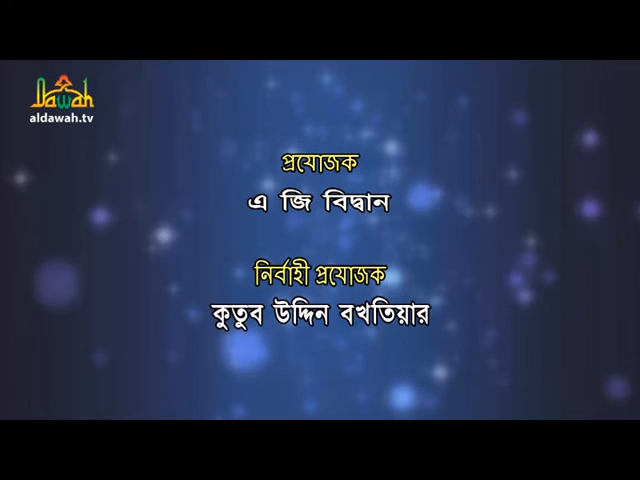 Dawah
aldawah.tv
প্রযোজক
এ জি বিদ্বান
নির্বাহী প্রযোজক
কুতুব উদ্দিন বখতিয়ার